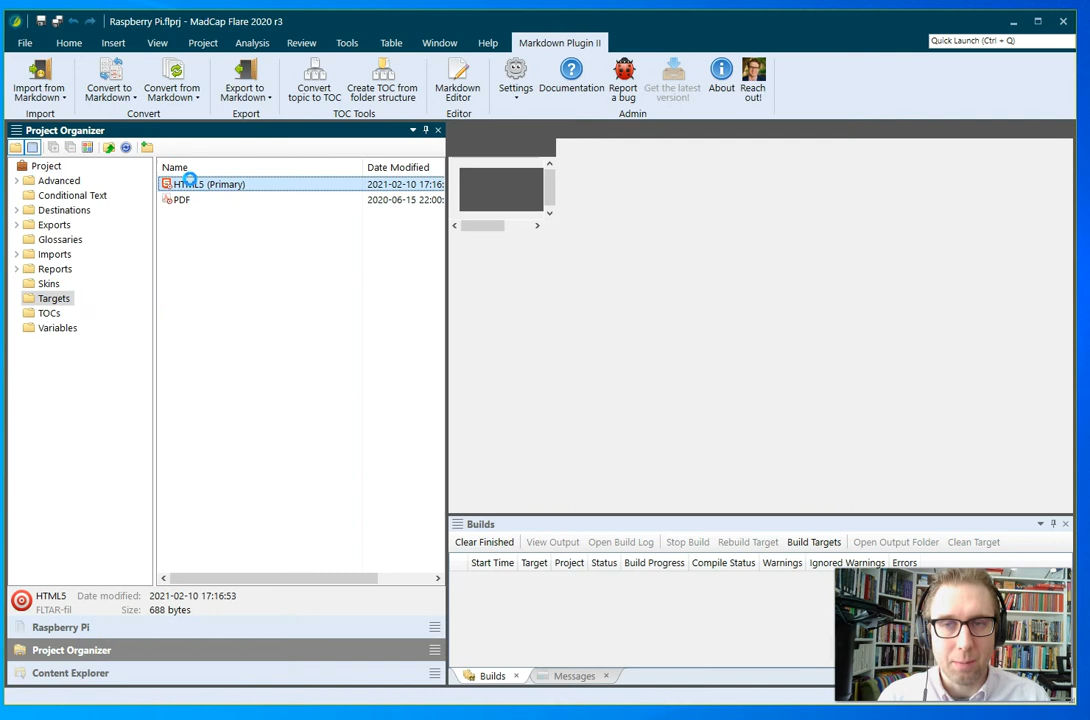 Raspberry Pi.flprj - MadCap Flare 2020 r3
File Home Insert View Project Analysis Review Tools Table Window Help Markdown Plugin II
Quick Launch (Ctrl + Q)
Import from Markdown
Convert to Markdown
Convert from Markdown
Export to Markdown
Convert topic to TOC
Create TOC from folder structure
Markdown Editor
Settings
Documentation
Report a bug
Get the latest version!
About
Reach out!
Import Convert Export TOC Tools Editor Admin
Project Organizer
Project
Advanced
Conditional Text
Destinations
Exports
Glossaries
Imports
Reports
Skins
Targets
TOCs
Variables
Name Date Modified
HTML5 (Primary) 2021-02-10 17:16:
PDF 2020-06-15 22:00:
Builds
Clear Finished View Output Open Build Log Stop Build Rebuild Target Build Targets Open Output Folder Clean Target
Start Time Target Project Status Build Progress Compile Status Warnings Ignored Warnings Errors
HTML5 Date modified: 2021-02-10 17:16:53
FLTAR-fil Size: 688 bytes
Raspberry Pi
Project Organizer
Content Explorer
Builds Messages